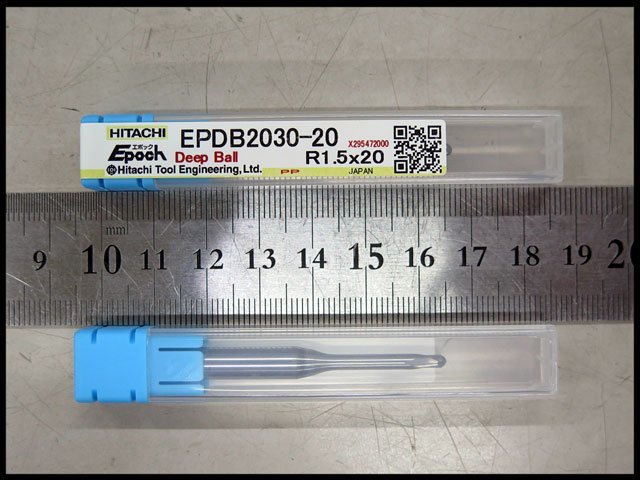 HITACHI EPDB2030-20 X295472000
エポック
Epoch Deep Ball R1.5x20
Hitachi Tool Engineering,Ltd. PP JAPAN
mm
9 10 11 12 13 14 15 16 17 18 19 20